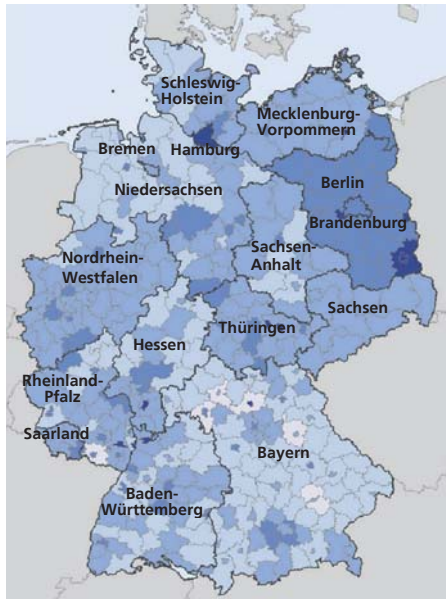 Schleswig-
Holstein
Mecklenburg-
Vorpommern
Bremen
Hamburg
Niedersachsen
Berlin
Brandenburg
Nordrhein-
Westfalen
Sachsen-
Anhalt
Sachsen
Thüringen
Hessen
Rheinland-
Pfalz
Saarland
Bayern
Baden-
Württemberg